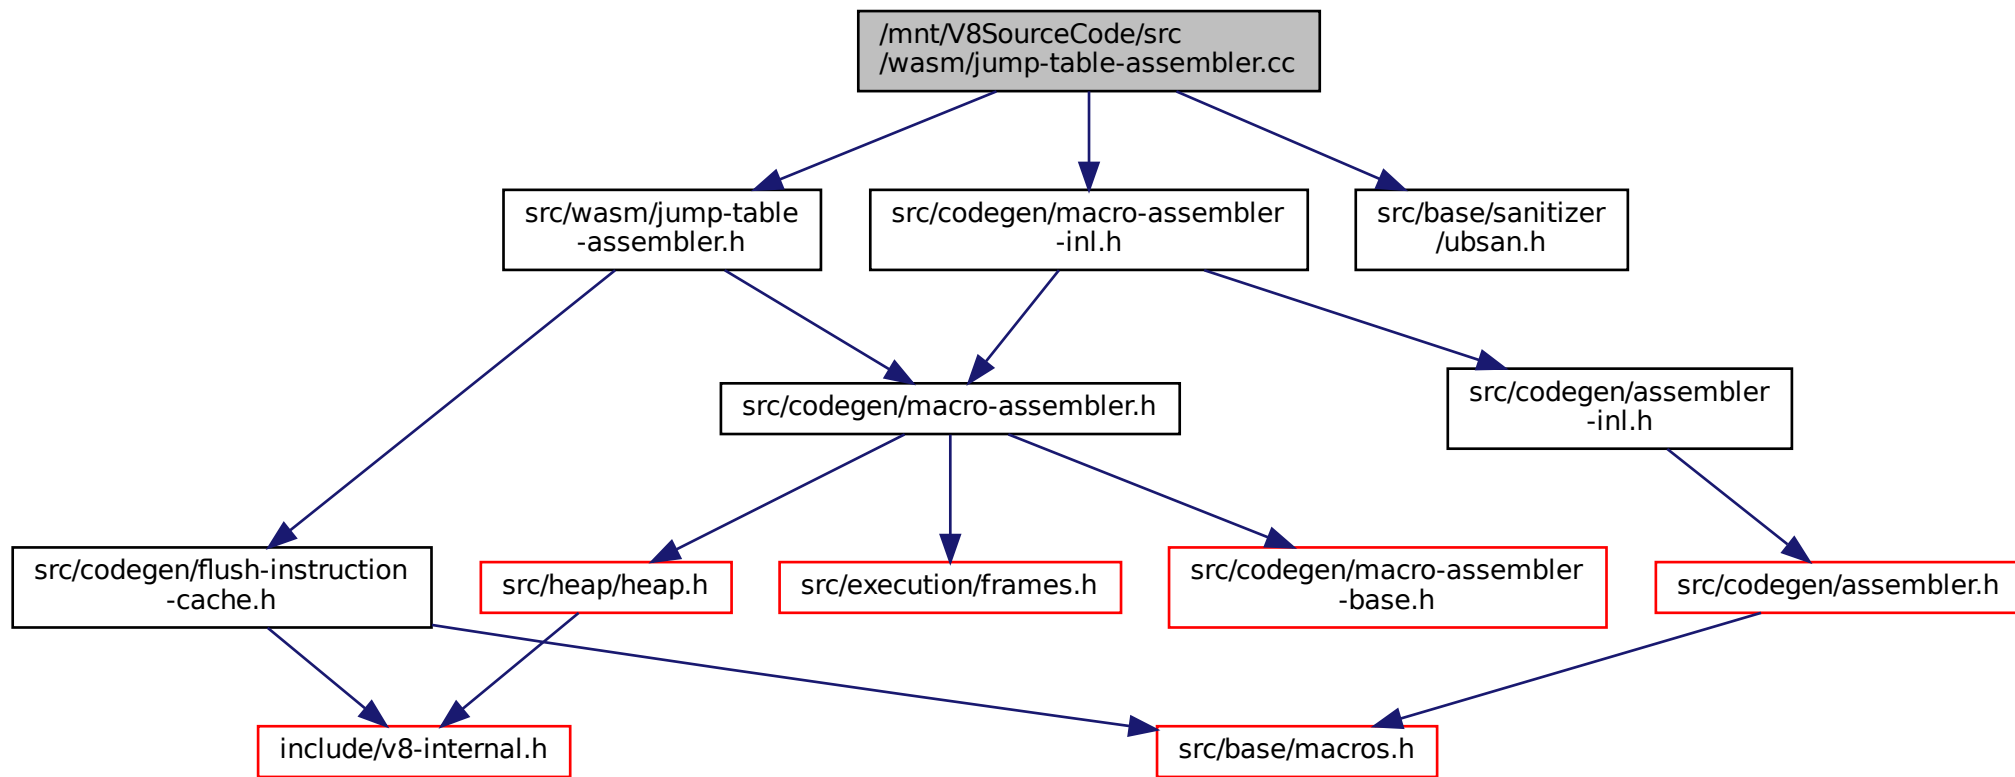 /mnt/V8SourceCode/src
/wasm/jump-table-assembler.cc
src/wasm/jump-table
-assembler.h
src/codegen/macro-assembler
-inl.h
src/base/sanitizer
/ubsan.h
src/codegen/macro-assembler.h
src/codegen/assembler
-inl.h
src/codegen/flush-instruction
-cache.h
src/heap/heap.h
src/execution/frames.h
src/codegen/macro-assembler
-base.h
src/codegen/assembler.h
include/v8-internal.h
src/base/macros.h